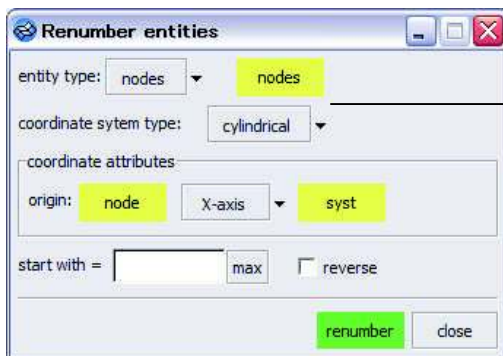 Renumber entities
entity type: nodes nodes
coordinate sytem type: cylindrical
coordinate attributes
origin: node X-axis syst
start with = max reverse
renumber close